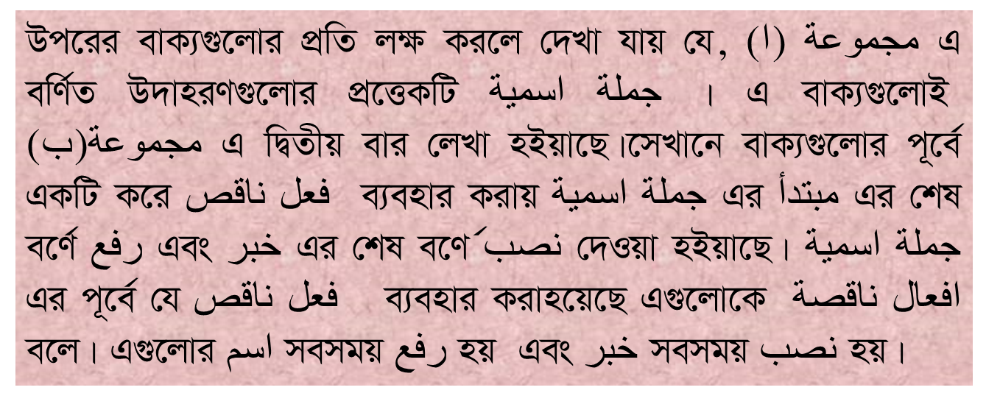 উপরের বাক্যগুলোর প্রতি লক্ষ করলে দেখা যায় যে, (ا) مجموعة এ
বর্ণিত উদাহরণগুলোর প্রত্তেকটি جملة اسمية । এ বাক্যগুলোই
مجموعة(ب) এ দ্বিতীয় বার লেখা হইয়াছে।সেখানে বাক্যগুলোর পূর্বে
একটি করে فعل ناقص ব্যবহার করায় جملة اسمية এর مبتدأ এর শেষ
বর্ণে رفع এবং خبر এর শেষ বণের্ نصب দেওয়া হইয়াছে। جملة اسمية
এর পূর্বে যে فعل ناقص ব্যবহার করাহয়েছে এগুলোকে افعال ناقصة
বলে। এগুলোর اسم সবসময় رفع হয় এবং خبر সবসময় نصب হয়।